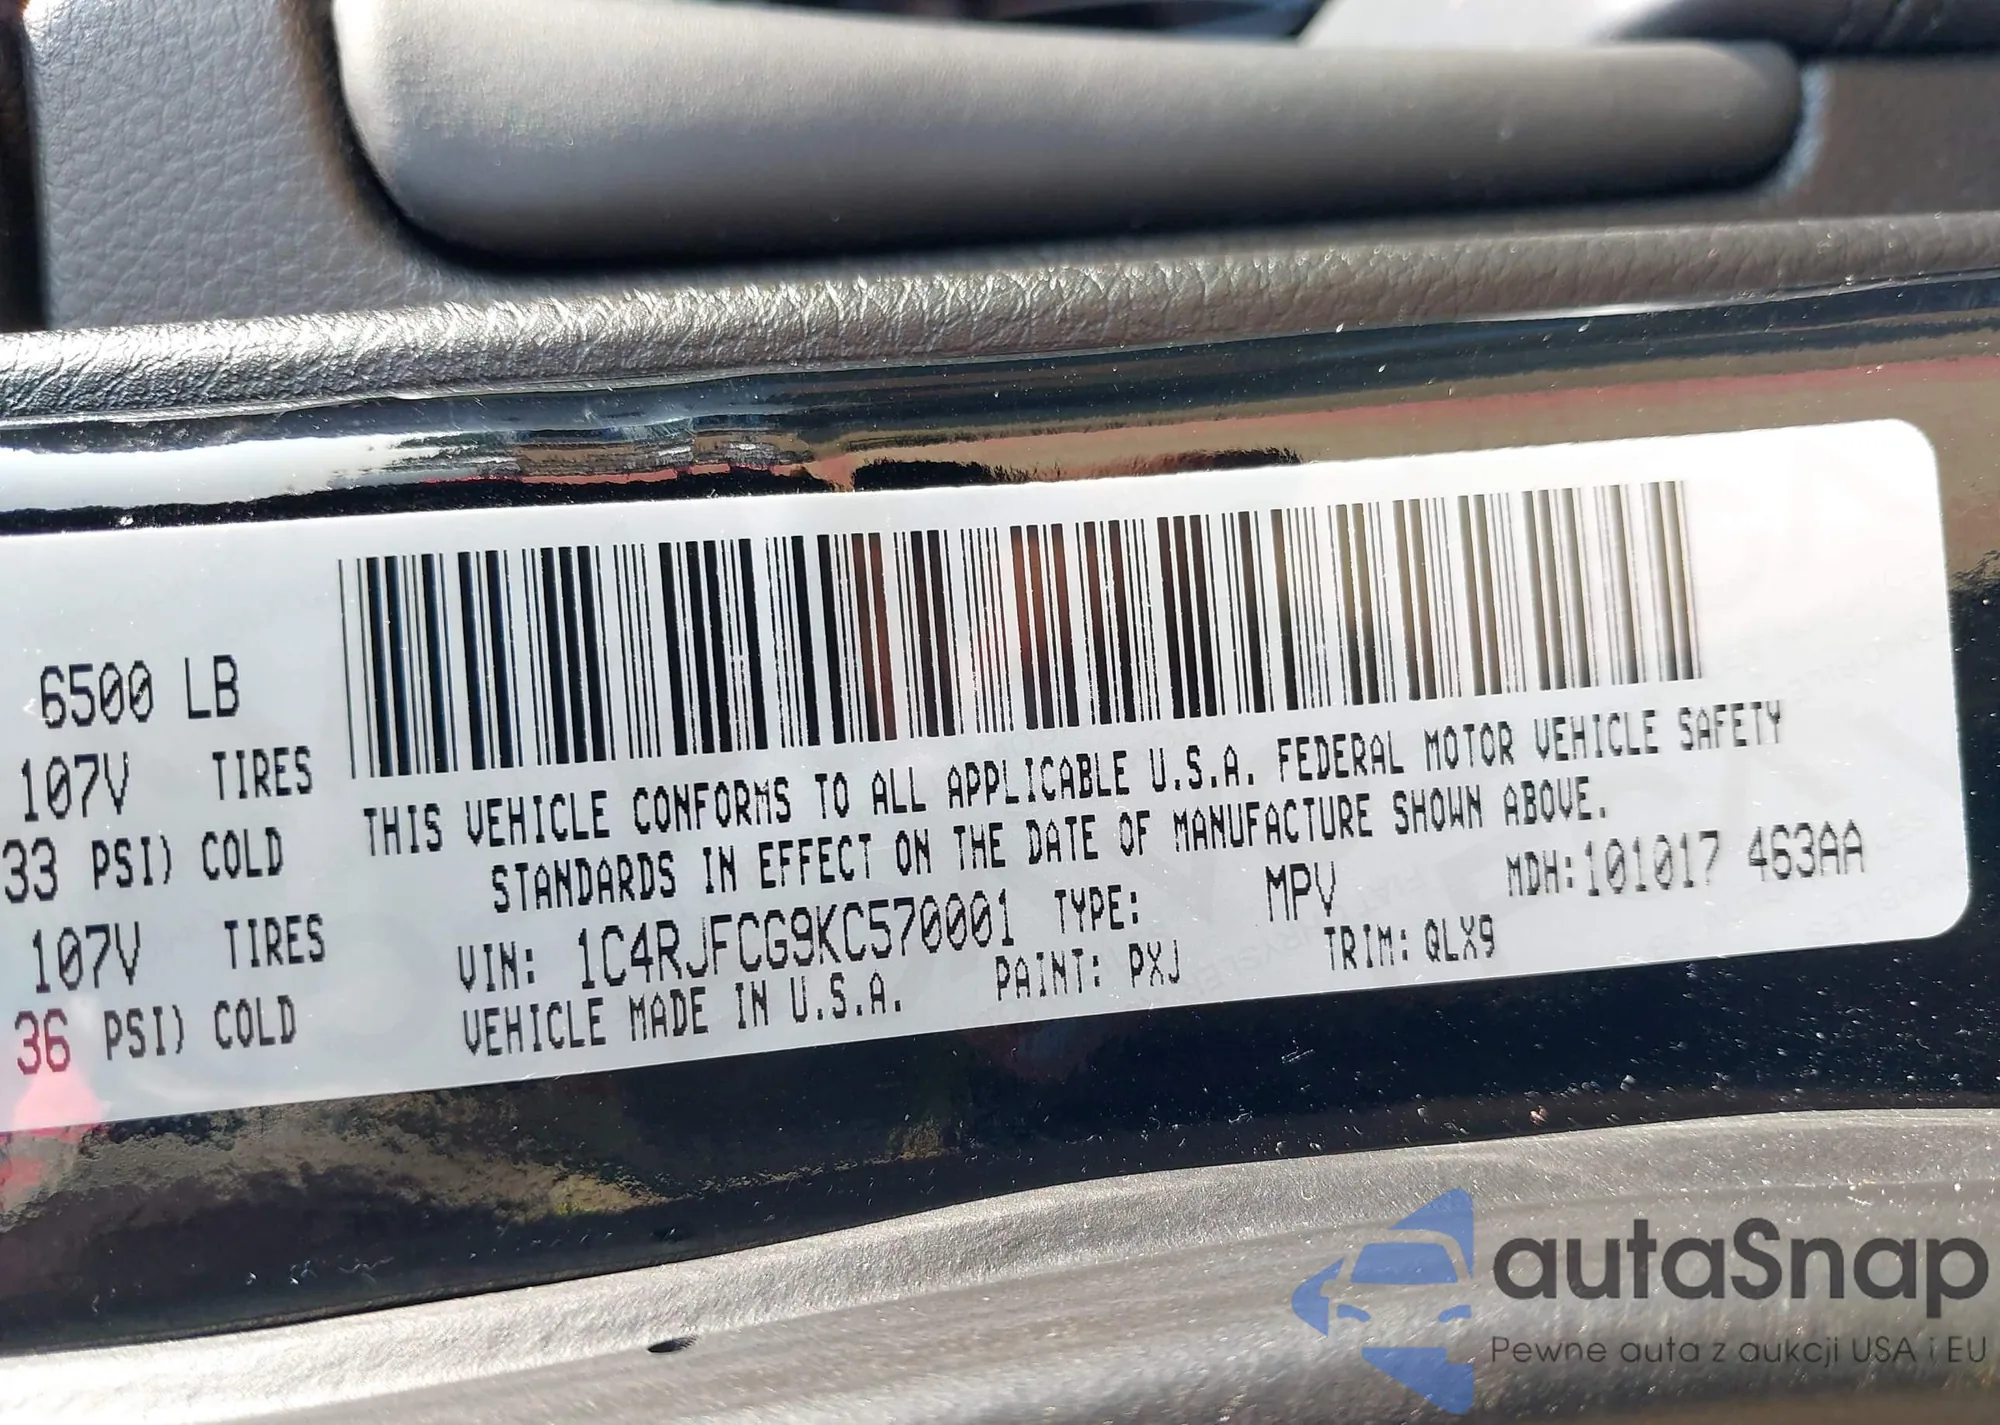 6500 LB
107V TIRES
33 PSI) COLD
107V TIRES
36 PSI) COLD
THIS VEHICLE CONFORMS TO ALL APPLICABLE U.S.A. FEDERAL MOTOR VEHICLE SAFETY
STANDARDS IN EFFECT ON THE DATE OF MANUFACTURE SHOWN ABOVE.
VIN: 1C4RJFCG9KC570001 TYPE: MPV MDH:101017 463AA
VEHICLE MADE IN U.S.A. PAINT: PXJ TRIM: QLX9
autaSnap
Pewne auta z aukcji USA i EU